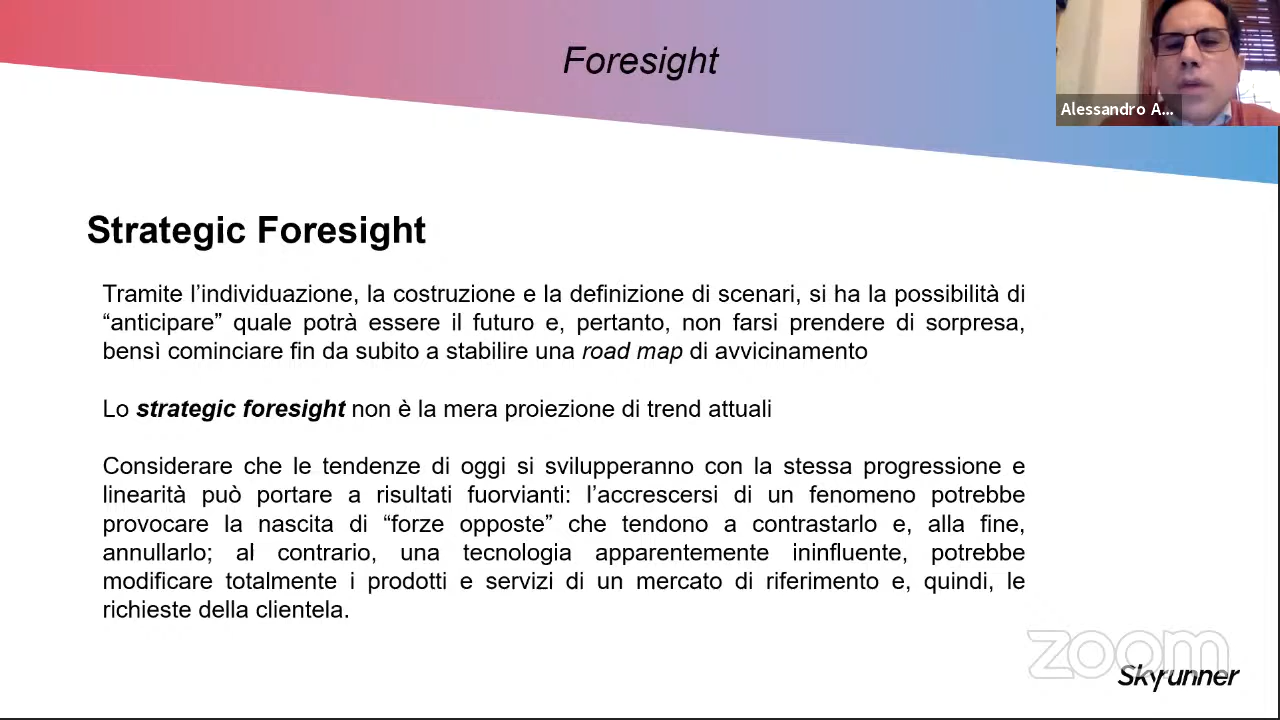 Foresight
Alessandro A...
Strategic Foresight
Tramite l’individuazione, la costruzione e la definizione di scenari, si ha la possibilità di
“anticipare” quale potrà essere il futuro e, pertanto, non farsi prendere di sorpresa,
bensì cominciare fin da subito a stabilire una road map di avvicinamento
Lo strategic foresight non è la mera proiezione di trend attuali
Considerare che le tendenze di oggi si svilupperanno con la stessa progressione e
linearità può portare a risultati fuorvianti: l’accrescersi di un fenomeno potrebbe
provocare la nascita di “forze opposte” che tendono a contrastarlo e, alla fine,
annullarlo; al contrario, una tecnologia apparentemente ininfluente, potrebbe
modificare totalmente i prodotti e servizi di un mercato di riferimento e, quindi, le
richieste della clientela.
zoom
Skyrunner